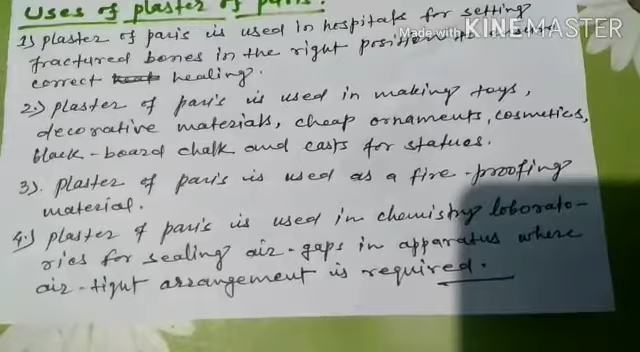 Uses of plaster of paris:
1) plaster of paris is used in hospitals for setting
fractured bones in the right position to ensure
correct healing.
2.) plaster of paris is used in making toys,
decorative materials, cheap ornaments, cosmetics,
black-board chalk and casts for statues.
3). plaster of paris is used as a fire-proofing
material.
4.) plaster of paris is used in chemistry loborato-
ries for sealing air-gaps in apparatus where
air-tight arrangement is required.
Made with KINEMASTER